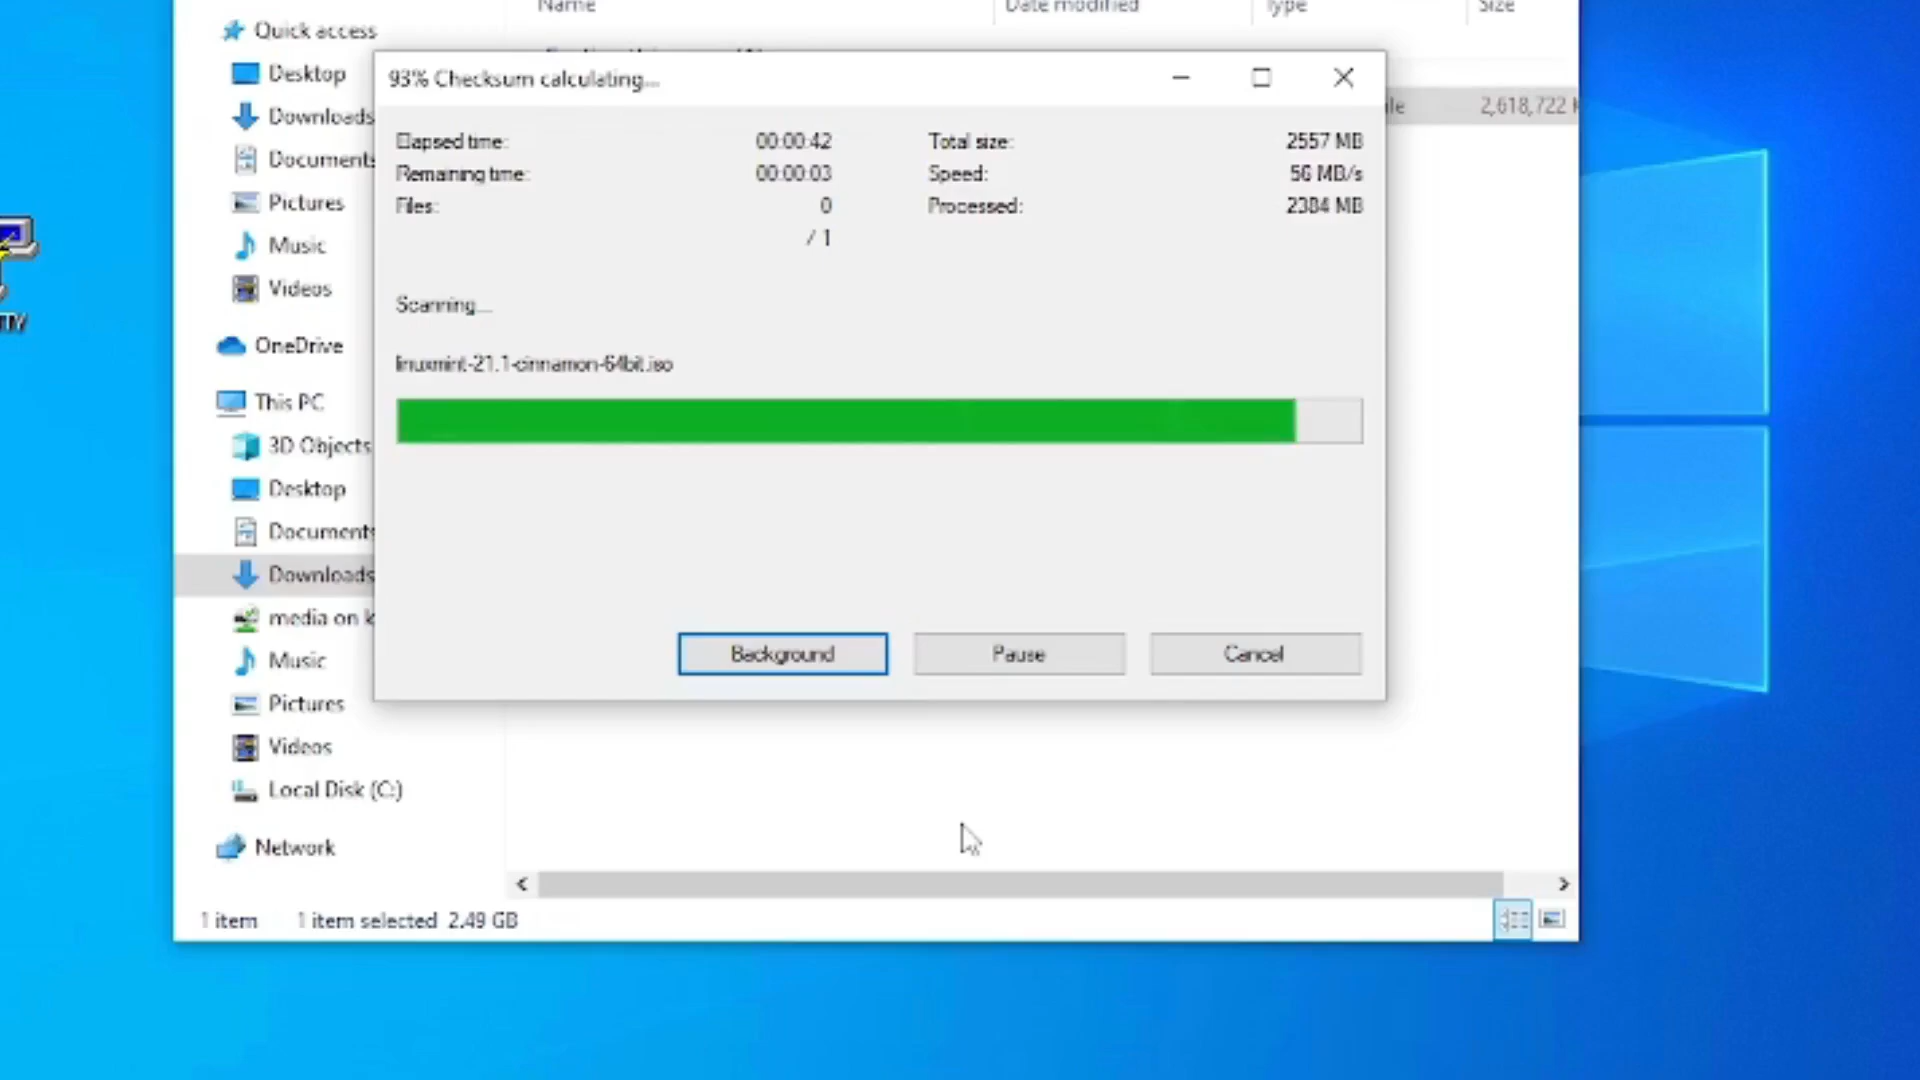 Name Date modified Type Size
Quick access
Desktop
Downloads
Documents
Pictures
Music
Videos
OneDrive
This PC
3D Objects
Desktop
Documents
Downloads
media on k
Music
Pictures
Videos
Local Disk (C:)
Network
93% Checksum calculating...
Elapsed time: 00:00:42 Total size: 2557 MB
Remaining time: 00:00:03 Speed: 56 MB/s
Files: 0 Processed: 2384 MB
/ 1
Scanning...
linuxmint-21.1-cinnamon-64bit.iso
Background Pause Cancel
2,618,722 K
1 item 1 item selected 2.49 GB